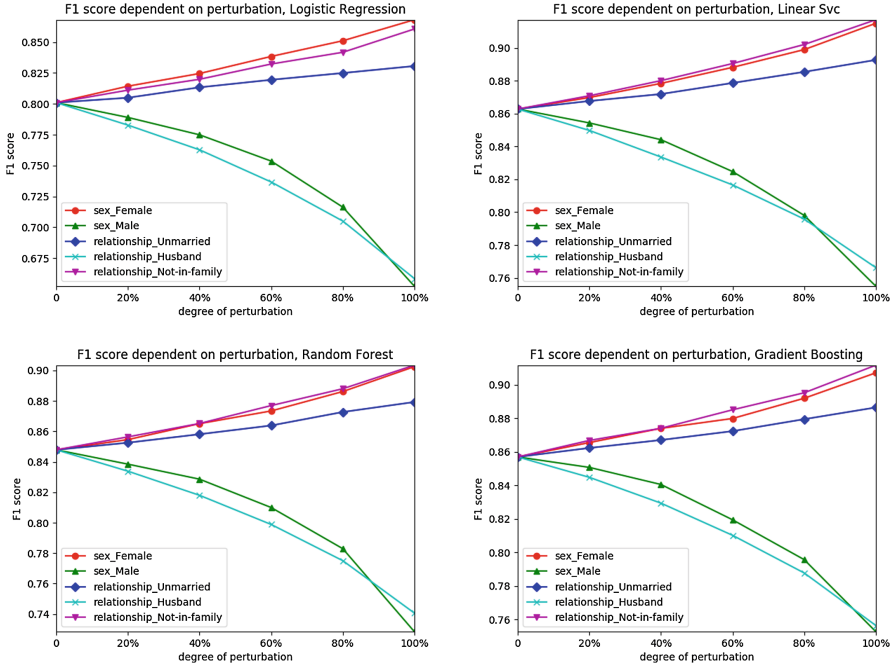 F1 score dependent on perturbation, Logistic Regression
0.850
0.825
0.800
0.775
0.750
0.725
0.700
0.675
F1 score
sex_Female
sex_Male
relationship_Unmarried
relationship_Husband
relationship_Not-in-family
0 20% 40% 60% 80% 100%
degree of perturbation
F1 score dependent on perturbation, Linear Svc
0.90
0.88
0.86
0.84
0.82
0.80
0.78
0.76
F1 score
sex_Female
sex_Male
relationship_Unmarried
relationship_Husband
relationship_Not-in-family
0 20% 40% 60% 80% 100%
degree of perturbation
F1 score dependent on perturbation, Random Forest
0.90
0.88
0.86
0.84
0.82
0.80
0.78
0.76
0.74
F1 score
sex_Female
sex_Male
relationship_Unmarried
relationship_Husband
relationship_Not-in-family
0 20% 40% 60% 80% 100%
degree of perturbation
F1 score dependent on perturbation, Gradient Boosting
0.90
0.88
0.86
0.84
0.82
0.80
0.78
0.76
F1 score
sex_Female
sex_Male
relationship_Unmarried
relationship_Husband
relationship_Not-in-family
0 20% 40% 60% 80% 100%
degree of perturbation